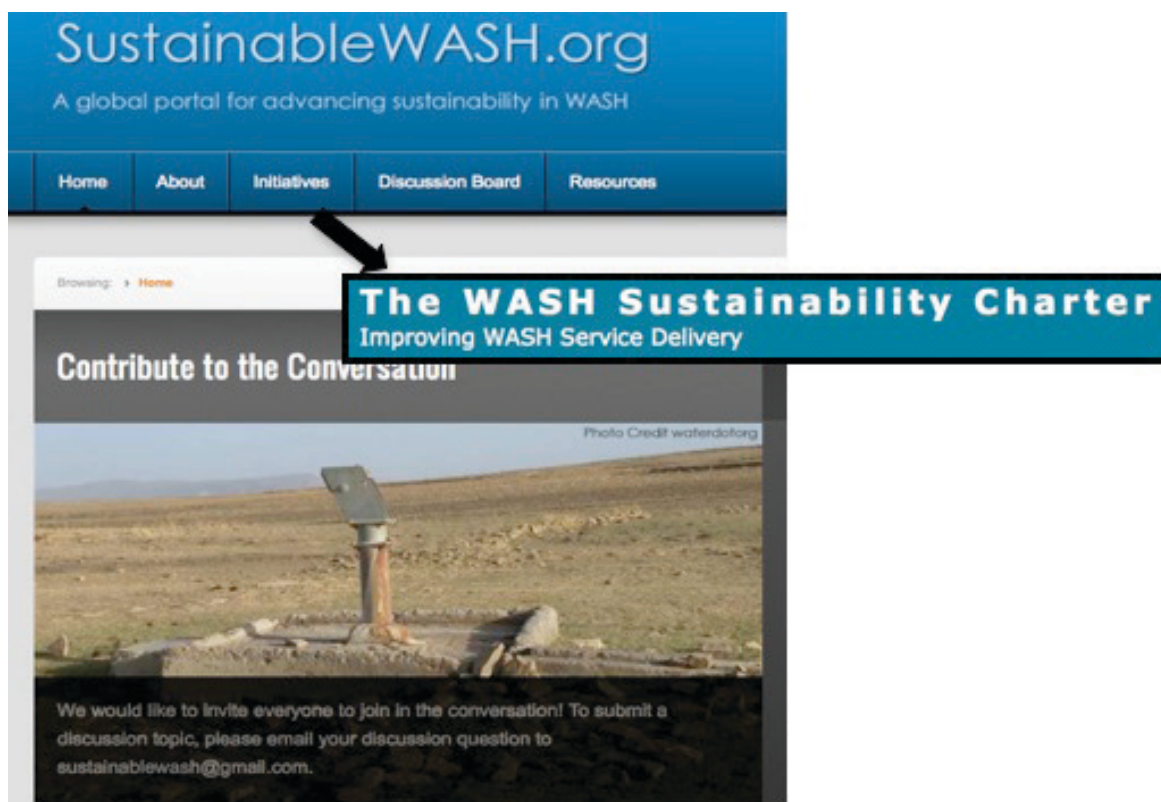 SustainableWASH.org
A global portal for advancing sustainability in WASH
Home About Initiatives Discussion Board Resources
Browsing: › Home
The WASH Sustainability Charter
Improving WASH Service Delivery
Contribute to the Conversation
Photo Credit waterdotorg
We would like to invite everyone to join in the conversation! To submit a
discussion topic, please email your discussion question to
sustainablewash@gmail.com.